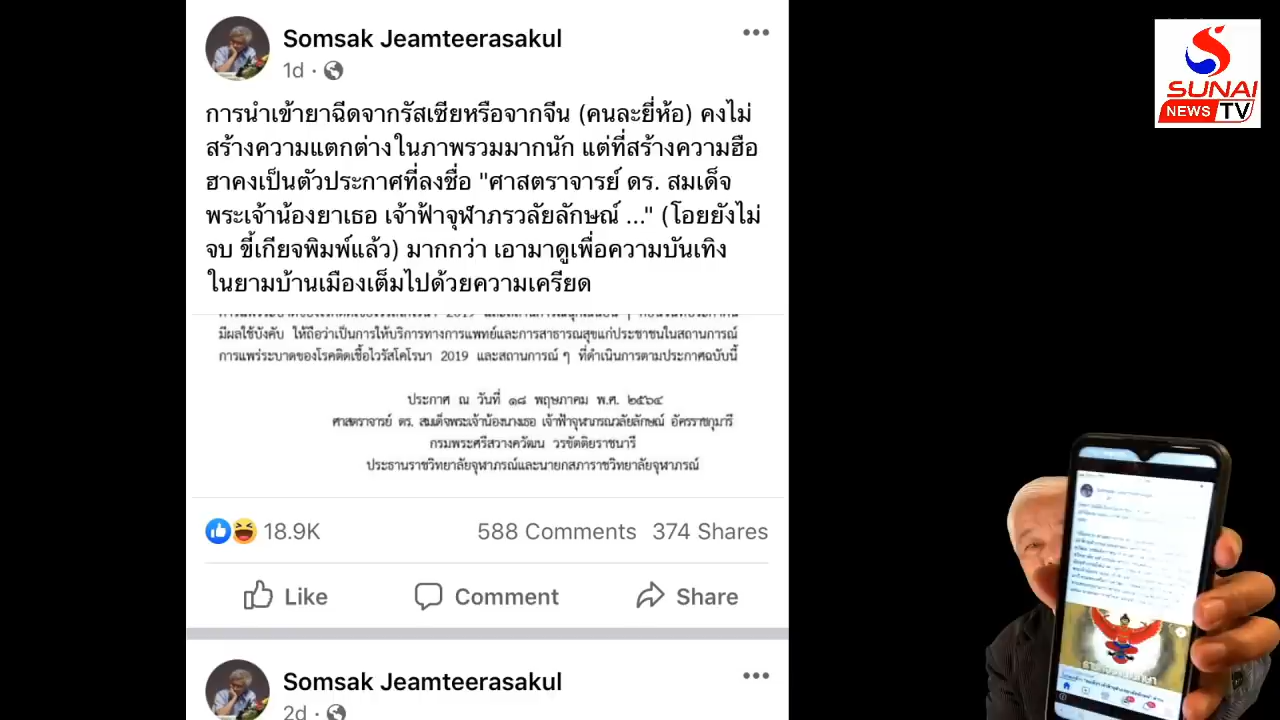 Somsak Jeamteerasakul
1d ·
การนำเข้ายาฉีดจากรัสเซียหรือจากจีน (คนละยี่ห้อ) คงไม่
สร้างความแตกต่างในภาพรวมมากนัก แต่ที่สร้างความฮือ
ฮาคงเป็นตัวประกาศที่ลงชื่อ "ศาสตราจารย์ ดร. สมเด็จ
พระเจ้าน้องยาเธอ เจ้าฟ้าจุฬาภรวลัยลักษณ์ ..." (โอยยังไม่
จบ ขี้เกียจพิมพ์แล้ว) มากกว่า เอามาดูเพื่อความบันเทิง
ในยามบ้านเมืองเต็มไปด้วยความเครียด
มีผลใช้บังคับ ให้ถือว่าเป็นการให้บริการทางการแพทย์และการสาธารณสุขแก่ประชาชนในสถานการณ์
การแพร่ระบาดของโรคติดเชื้อไวรัสโคโรนา 2019 และสถานการณ์ ๆ ที่ดำเนินการตามประกาศฉบับนี้
ประกาศ ณ วันที่ ๑๘ พฤษภาคม พ.ศ. ๒๕๖๔
ศาสตราจารย์ ดร. สมเด็จพระเจ้าน้องนางเธอ เจ้าฟ้าจุฬาภรณวลัยลักษณ์ อัครราชกุมารี
กรมพระศรีสวางควัฒน วรขัตติยราชนารี
ประธานราชวิทยาลัยจุฬาภรณ์และนายกสภาราชวิทยาลัยจุฬาภรณ์
18.9K 588 Comments 374 Shares
Like Comment Share
Somsak Jeamteerasakul
2d ·
SUNAI
NEWS TV